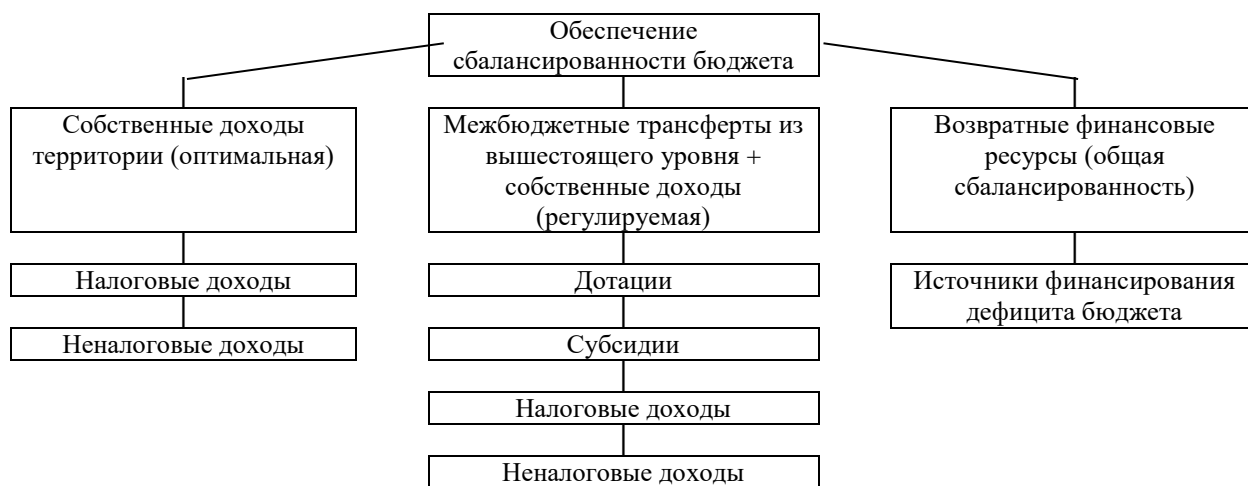 Обеспечение
сбалансированности бюджета
Собственные доходы
территории (оптимальная)
Межбюджетные трансферты из
вышестоящего уровня +
собственные доходы
(регулируемая)
Возвратные финансовые
ресурсы (общая
сбалансированность)
Налоговые доходы
Неналоговые доходы
Дотации
Субсидии
Налоговые доходы
Неналоговые доходы
Источники финансирования
дефицита бюджета